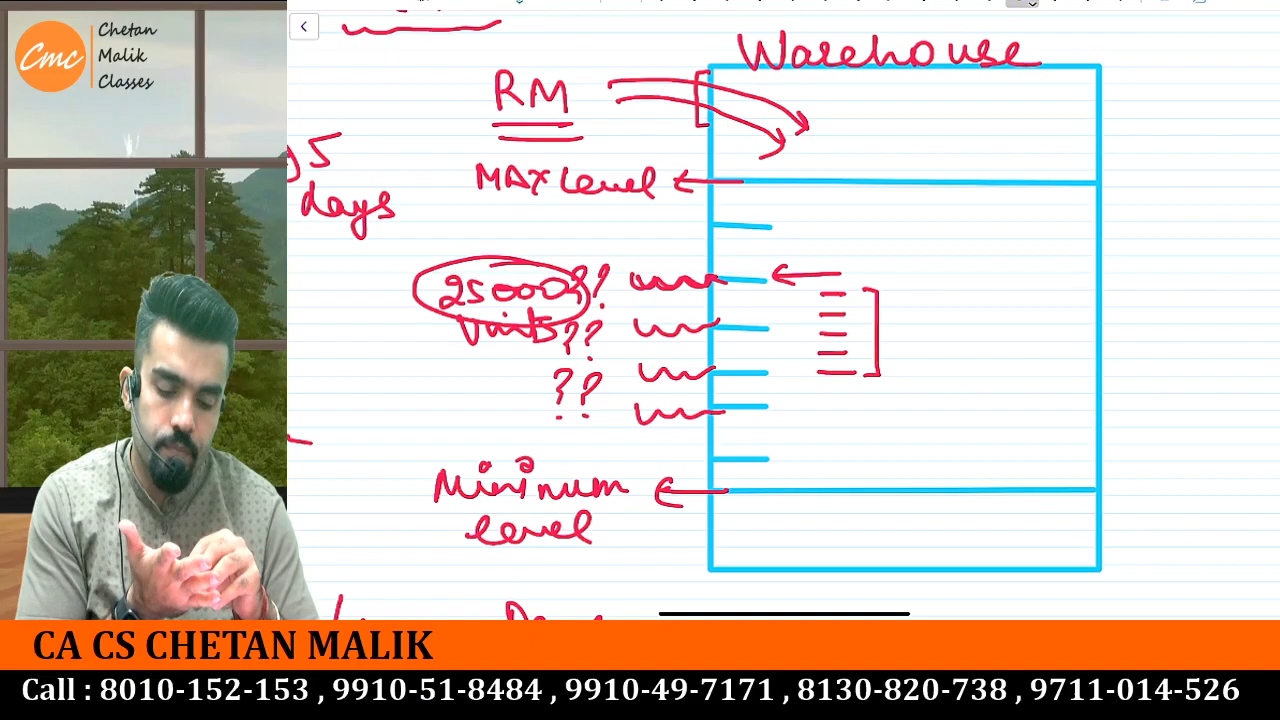 Cmc
Chetan
Malik
Classes
Warehouse
RM
MAX level
days
25000 ??
Units ??
??
Minimum
level
CA CS CHETAN MALIK
Call : 8010-152-153 , 9910-51-8484 , 9910-49-7171 , 8130-820-738 , 9711-014-526